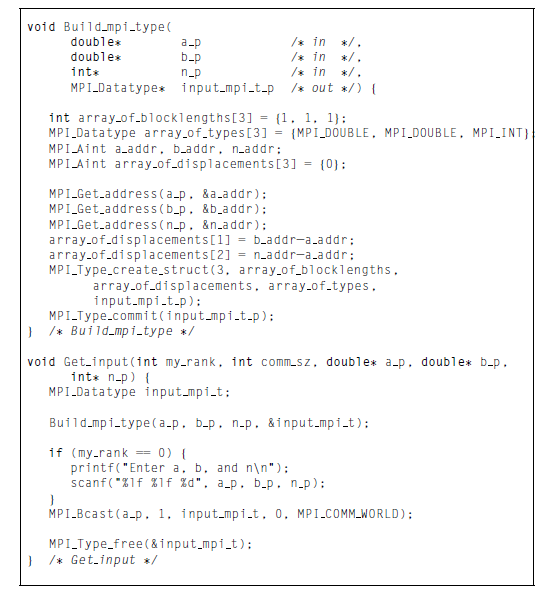 void Build_mpi_type(
      double*       a_p               /* in  */,
      double*       b_p               /* in  */,
      int*          n_p               /* in  */,
      MPI_Datatype*  input_mpi_t_p  /* out */) {
   int array_of_blocklengths[3] = {1, 1, 1};
   MPI_Datatype array_of_types[3] = {MPI_DOUBLE, MPI_DOUBLE, MPI_INT};
   MPI_Aint a_addr, b_addr, n_addr;
   MPI_Aint array_of_displacements[3] = {0};
   MPI_Get_address(a_p, &a_addr);
   MPI_Get_address(b_p, &b_addr);
   MPI_Get_address(n_p, &n_addr);
   array_of_displacements[1] = b_addr−a_addr;
   array_of_displacements[2] = n_addr−a_addr;
   MPI_Type_create_struct(3, array_of_blocklengths,
         array_of_displacements, array_of_types,
         input_mpi_t_p);
   MPI_Type_commit(input_mpi_t_p);
}  /* Build_mpi_type */
void Get_input(int my_rank, int comm_sz, double* a_p, double* b_p,
      int* n_p) {
   MPI_Datatype input_mpi_t;
   Build_mpi_type(a_p, b_p, n_p, &input_mpi_t);
   if (my_rank == 0) {
      printf("Enter a, b, and n\n");
      scanf("%lf %lf %d", a_p, b_p, n_p);
   }
   MPI_Bcast(a_p, 1, input_mpi_t, 0, MPI_COMM_WORLD);
   MPI_Type_free(&input_mpi_t);
}  /* Get_input */